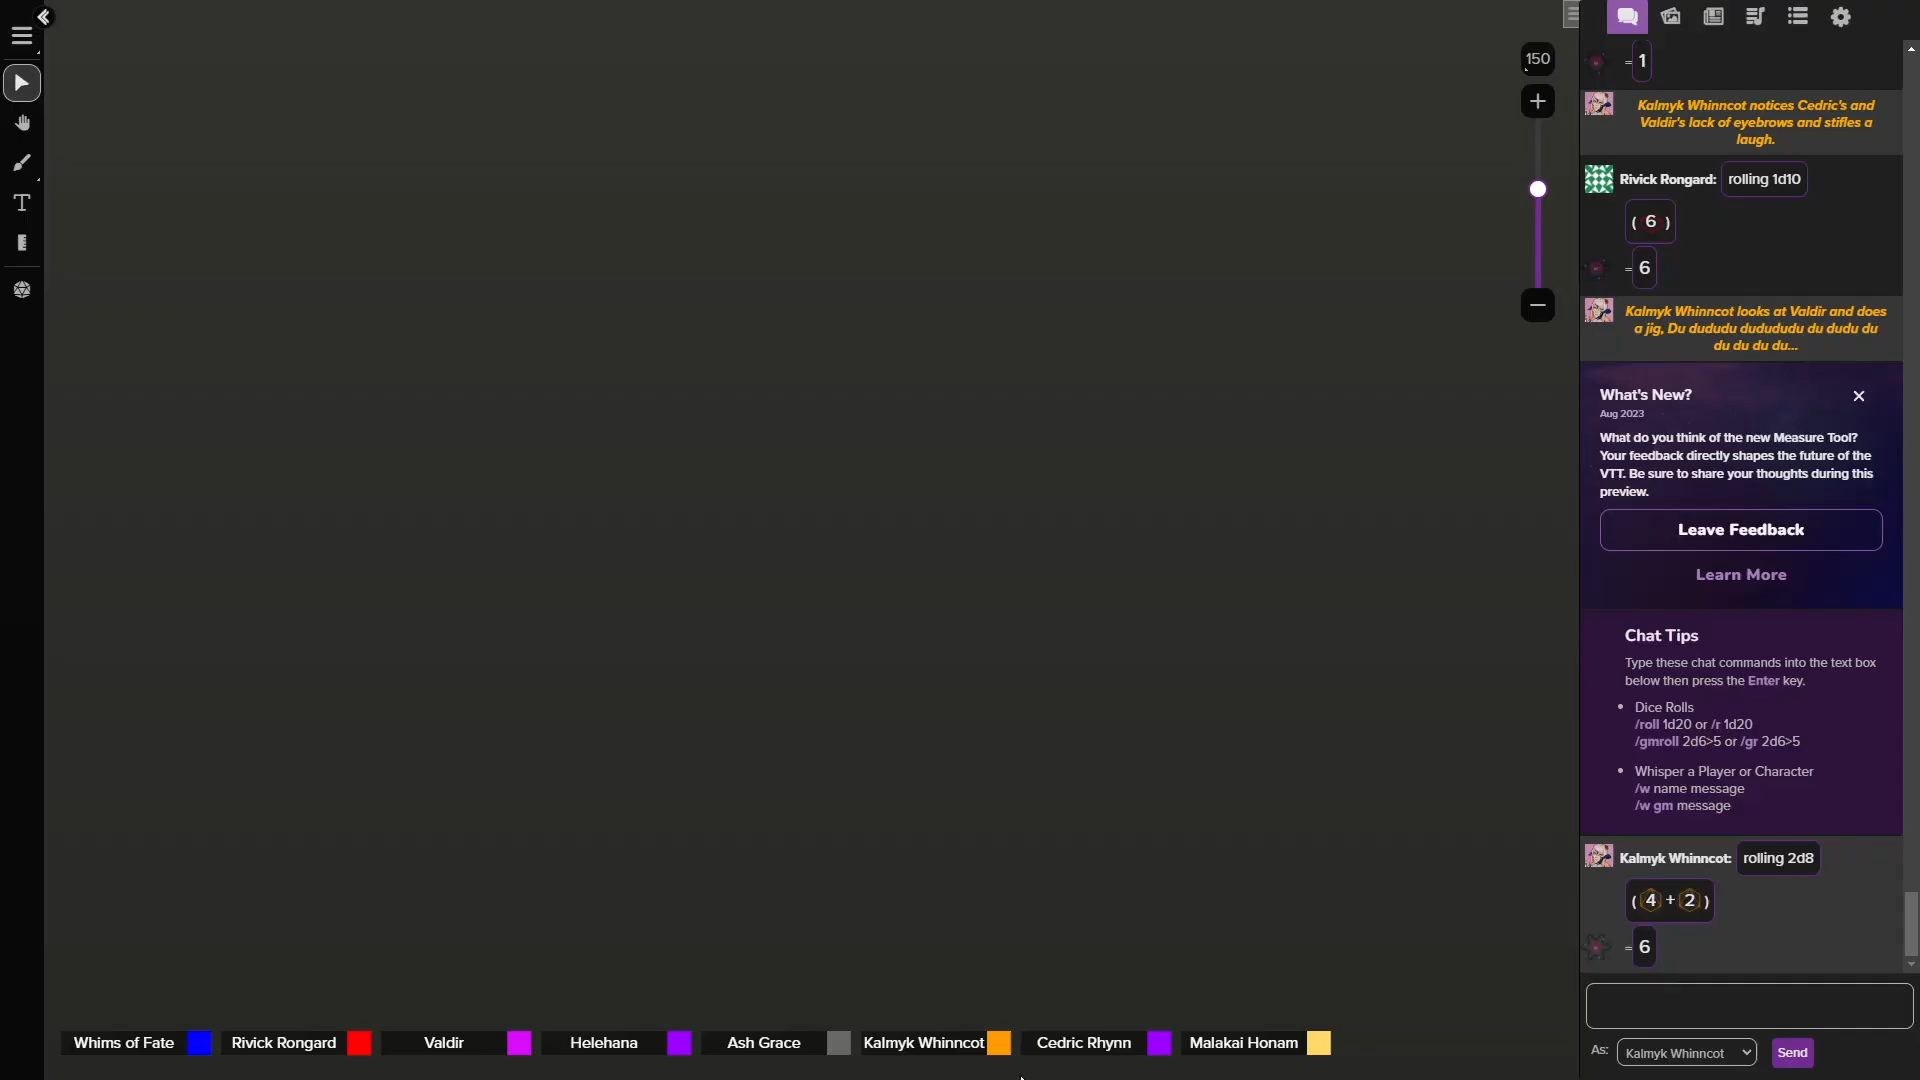 150
= 1
Kalmyk Whinncot notices Cedric's and
Valdir's lack of eyebrows and stifles a
laugh.
Rivick Rongard: rolling 1d10
( 6 )
= 6
Kalmyk Whinncot looks at Valdir and does
a jig, Du dududu dudududu du dudu du
du du du du...
What's New?
Aug 2023
What do you think of the new Measure Tool?
Your feedback directly shapes the future of the
VTT. Be sure to share your thoughts during this
preview.
Leave Feedback
Learn More
Chat Tips
Type these chat commands into the text box
below then press the Enter key.
• Dice Rolls
/roll 1d20 or /r 1d20
/gmroll 2d6>5 or /gr 2d6>5
• Whisper a Player or Character
/w name message
/w gm message
Kalmyk Whinncot: rolling 2d8
( 4 + 2 )
= 6
Whims of Fate Rivick Rongard Valdir Helehana Ash Grace Kalmyk Whinncot Cedric Rhynn Malakai Honam
As: Kalmyk Whinncot Send